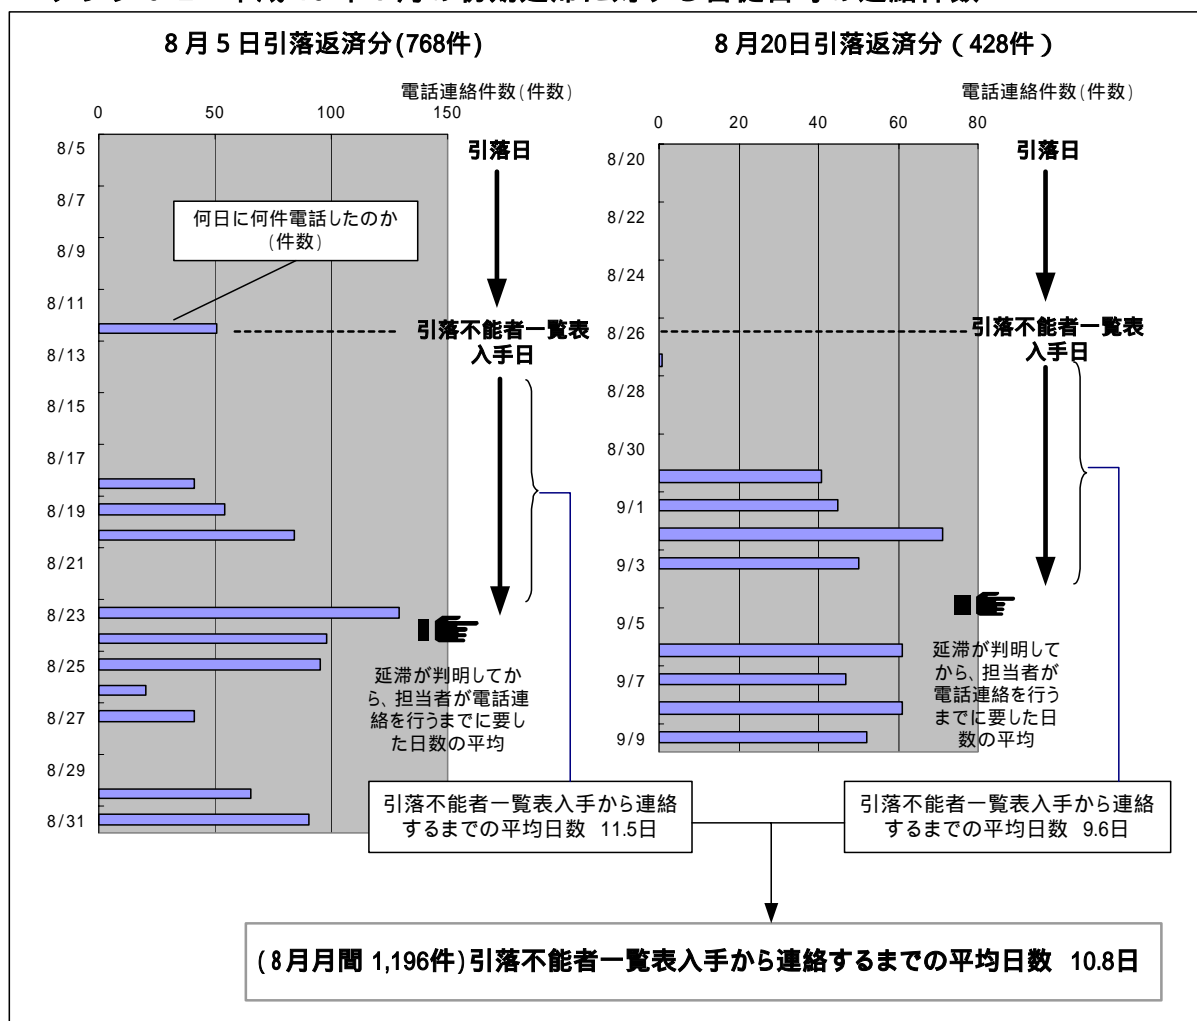 8月5日引落返済分(768件)
電話連絡件数(件数)
0 50 100 150
8/5
8/7
8/9
8/11
8/13
8/15
8/17
8/19
8/21
8/23
8/25
8/27
8/29
8/31
何日に何件電話したのか
(件数)
引落日
引落不能者一覧表
入手日
延滞が判明してか
ら、担当者が電話連
絡を行うまでに要し
た日数の平均
引落不能者一覧表入手から連絡
するまでの平均日数 11.5日
8月20日引落返済分(428件)
電話連絡件数(件数)
0 20 40 60 80
8/20
8/22
8/24
8/26
8/28
8/30
9/1
9/3
9/5
9/7
9/9
引落日
引落不能者一覧表
入手日
延滞が判明して
から、担当者が
電話連絡を行う
までに要した日
数の平均
引落不能者一覧表入手から連絡
するまでの平均日数 9.6日
(8月月間 1,196件)引落不能者一覧表入手から連絡するまでの平均日数 10.8日